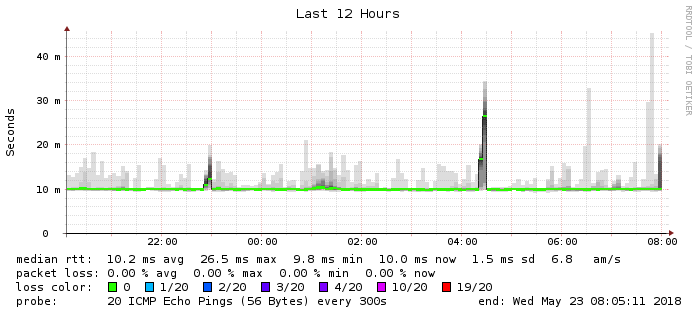 Last 12 Hours
RRDTOOL / TOBI OETIKER
Seconds
40 m
30 m
20 m
10 m
0
22:00 00:00 02:00 04:00 06:00 08:00
median rtt: 10.2 ms avg 26.5 ms max 9.8 ms min 10.0 ms now 1.5 ms sd 6.8 am/s
packet loss: 0.00 % avg 0.00 % max 0.00 % min 0.00 % now
loss color: 0 1/20 2/20 3/20 4/20 10/20 19/20
probe: 20 ICMP Echo Pings (56 Bytes) every 300s end: Wed May 23 08:05:11 2018